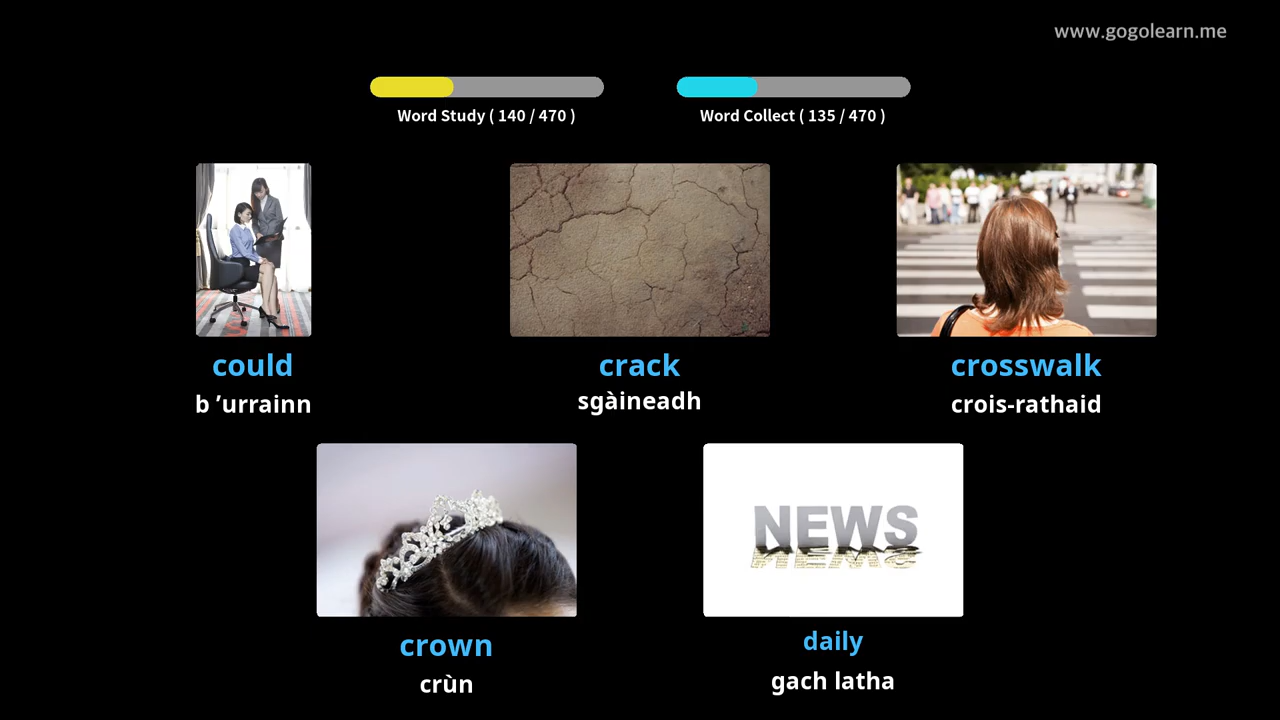 www.gogolearn.me
Word Study ( 140 / 470 )
Word Collect ( 135 / 470 )
could
b ’urrainn
crack
sgàineadh
crosswalk
crois-rathaid
NEWS
crown
crùn
daily
gach latha